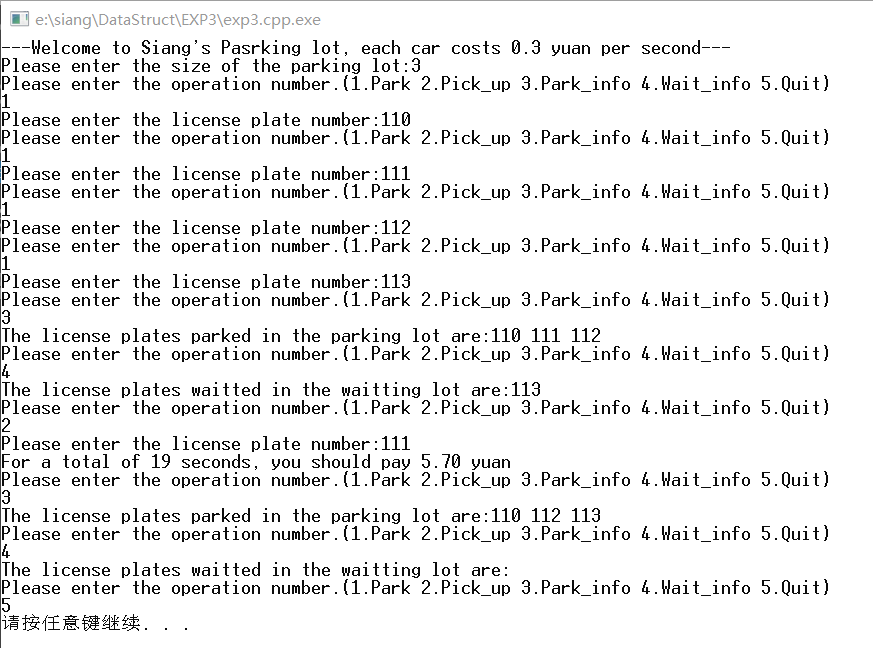 e:\siang\DataStruct\EXP3\exp3.cpp.exe
---Welcome to Siang's Pasrking lot, each car costs 0.3 yuan per second---
Please enter the size of the parking lot:3
Please enter the operation number.(1.Park 2.Pick_up 3.Park_info 4.Wait_info 5.Quit)
1
Please enter the license plate number:110
Please enter the operation number.(1.Park 2.Pick_up 3.Park_info 4.Wait_info 5.Quit)
1
Please enter the license plate number:111
Please enter the operation number.(1.Park 2.Pick_up 3.Park_info 4.Wait_info 5.Quit)
1
Please enter the license plate number:112
Please enter the operation number.(1.Park 2.Pick_up 3.Park_info 4.Wait_info 5.Quit)
1
Please enter the license plate number:113
Please enter the operation number.(1.Park 2.Pick_up 3.Park_info 4.Wait_info 5.Quit)
3
The license plates parked in the parking lot are:110 111 112
Please enter the operation number.(1.Park 2.Pick_up 3.Park_info 4.Wait_info 5.Quit)
4
The license plates waitted in the waitting lot are:113
Please enter the operation number.(1.Park 2.Pick_up 3.Park_info 4.Wait_info 5.Quit)
2
Please enter the license plate number:111
For a total of 19 seconds, you should pay 5.70 yuan
Please enter the operation number.(1.Park 2.Pick_up 3.Park_info 4.Wait_info 5.Quit)
3
The license plates parked in the parking lot are:110 112 113
Please enter the operation number.(1.Park 2.Pick_up 3.Park_info 4.Wait_info 5.Quit)
4
The license plates waitted in the waitting lot are:
Please enter the operation number.(1.Park 2.Pick_up 3.Park_info 4.Wait_info 5.Quit)
5
请按任意键继续. . .